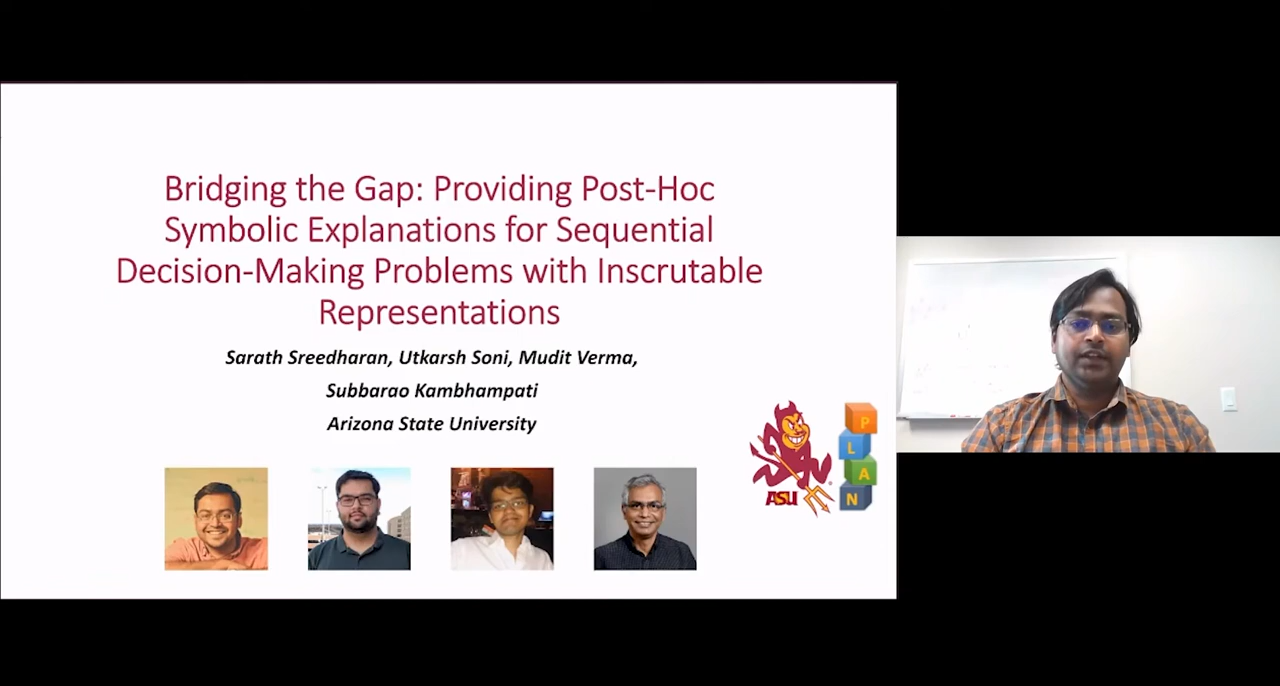 Bridging the Gap: Providing Post-Hoc
Symbolic Explanations for Sequential
Decision-Making Problems with Inscrutable
Representations
Sarath Sreedharan, Utkarsh Soni, Mudit Verma,
Subbarao Kambhampati
Arizona State University
ASU
P
L
A
N